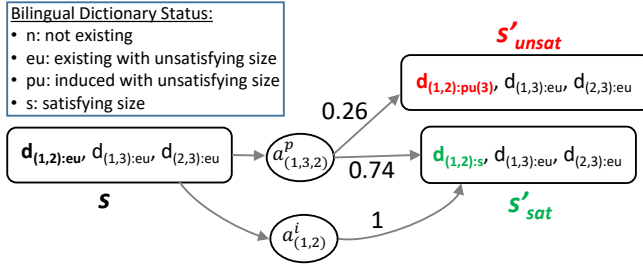 Bilingual Dictionary Status:
• n: not existing
• eu: existing with unsatisfying size
• pu: induced with unsatisfying size
• s: satisfying size
s'unsat
d(1,2):pu(3), d(1,3):eu, d(2,3):eu
0.26
d(1,2):eu, d(1,3):eu, d(2,3):eu
a^p_(1,3,2)
0.74
d(1,2):s, d(1,3):eu, d(2,3):eu
s
s'sat
a^i_(1,2)
1